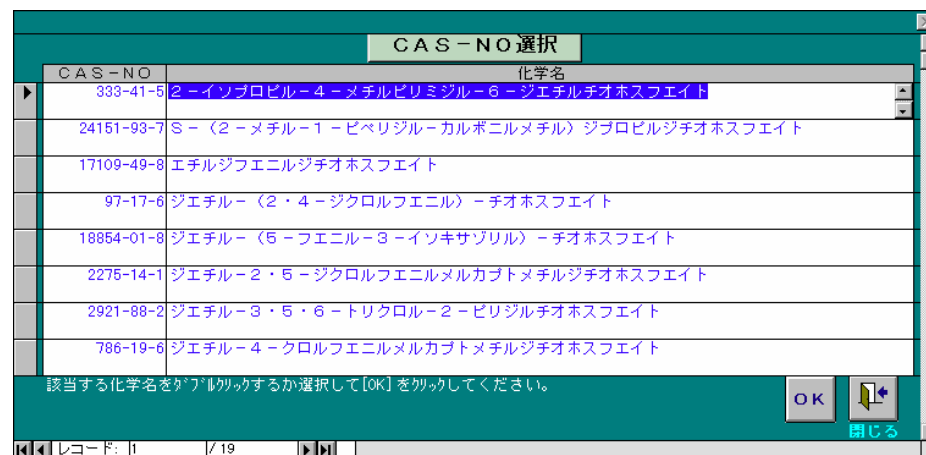 CAS-NO選択
CAS-NO 化学名
333-41-5 2-イソプロピル-4-メチルピリミジル-6-ジエチルチオホスフエイト
24151-93-7 S-(2-メチル-1-ピペリジル-カルボニルメチル)ジプロピルジチオホスフエイト
17109-49-8 エチルジフエニルジチオホスフエイト
97-17-6 ジエチル-(2・4-ジクロルフエニル)-チオホスフエイト
18854-01-8 ジエチル-(5-フエニル-3-イソキサゾリル)-チオホスフエイト
2275-14-1 ジエチル-2・5-ジクロルフエニルメルカプトメチルジチオホスフエイト
2921-88-2 ジエチル-3・5・6-トリクロル-2-ピリジルチオホスフエイト
786-19-6 ジエチル-4-クロルフエニルメルカプトメチルジチオホスフエイト
該当する化学名をダブルクリックするか選択して[OK]をクリックしてください。
OK
閉じる
レコード: 1 / 19